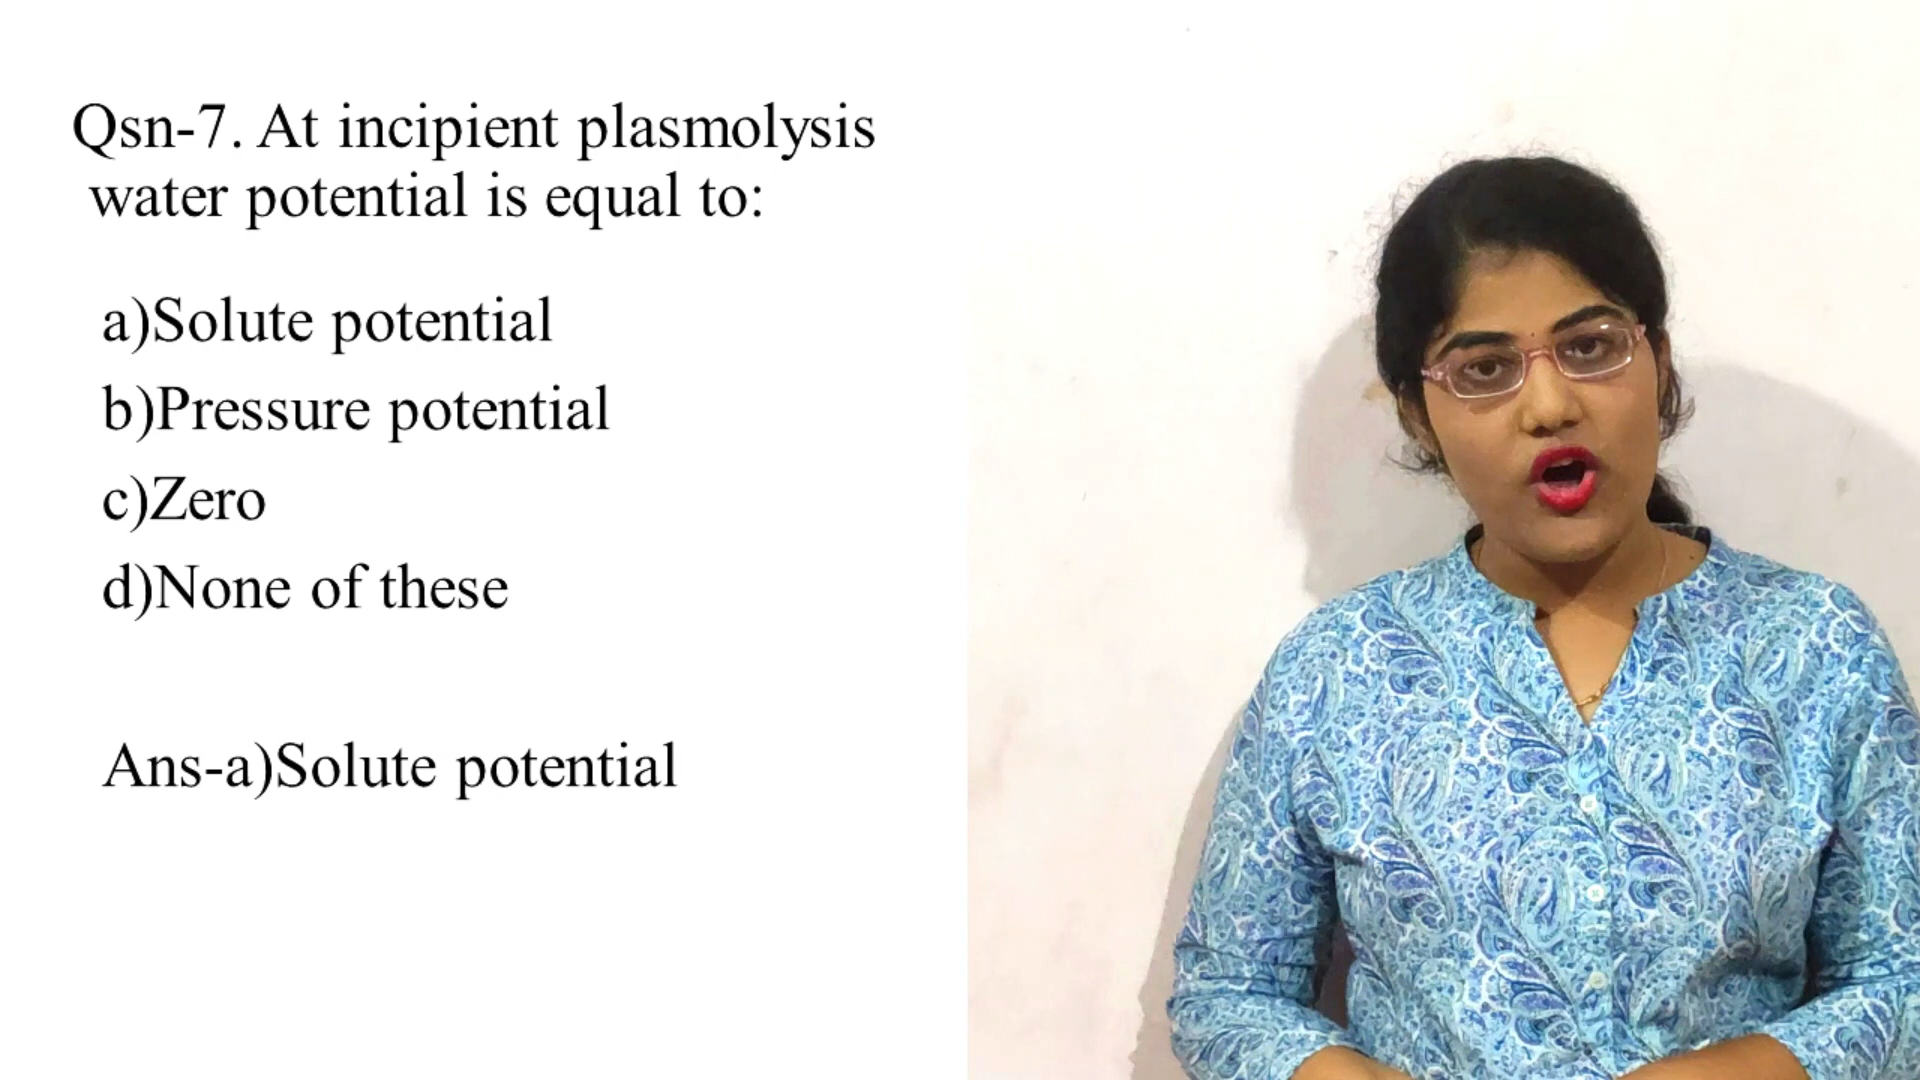 Qsn-7. At incipient plasmolysis
water potential is equal to:
a)Solute potential
b)Pressure potential
c)Zero
d)None of these
Ans-a)Solute potential